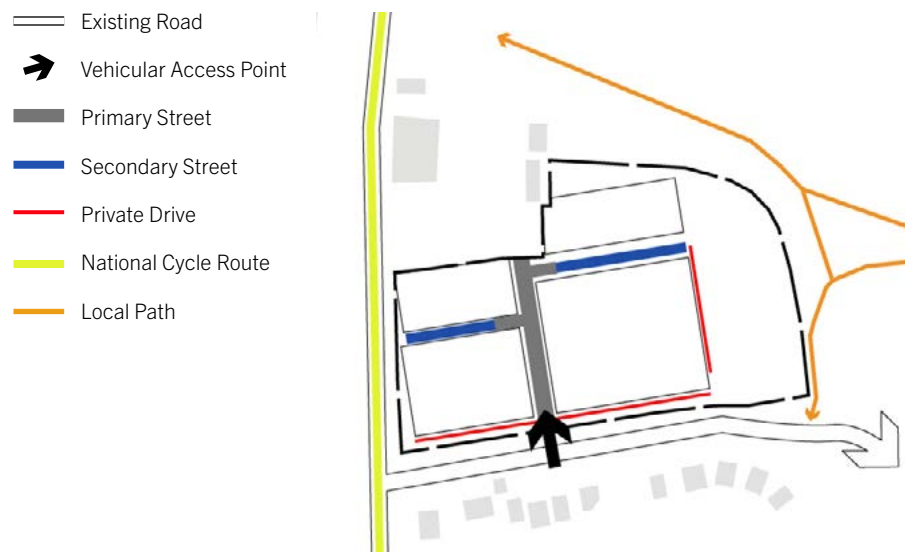 Existing Road
Vehicular Access Point
Primary Street
Secondary Street
Private Drive
National Cycle Route
Local Path